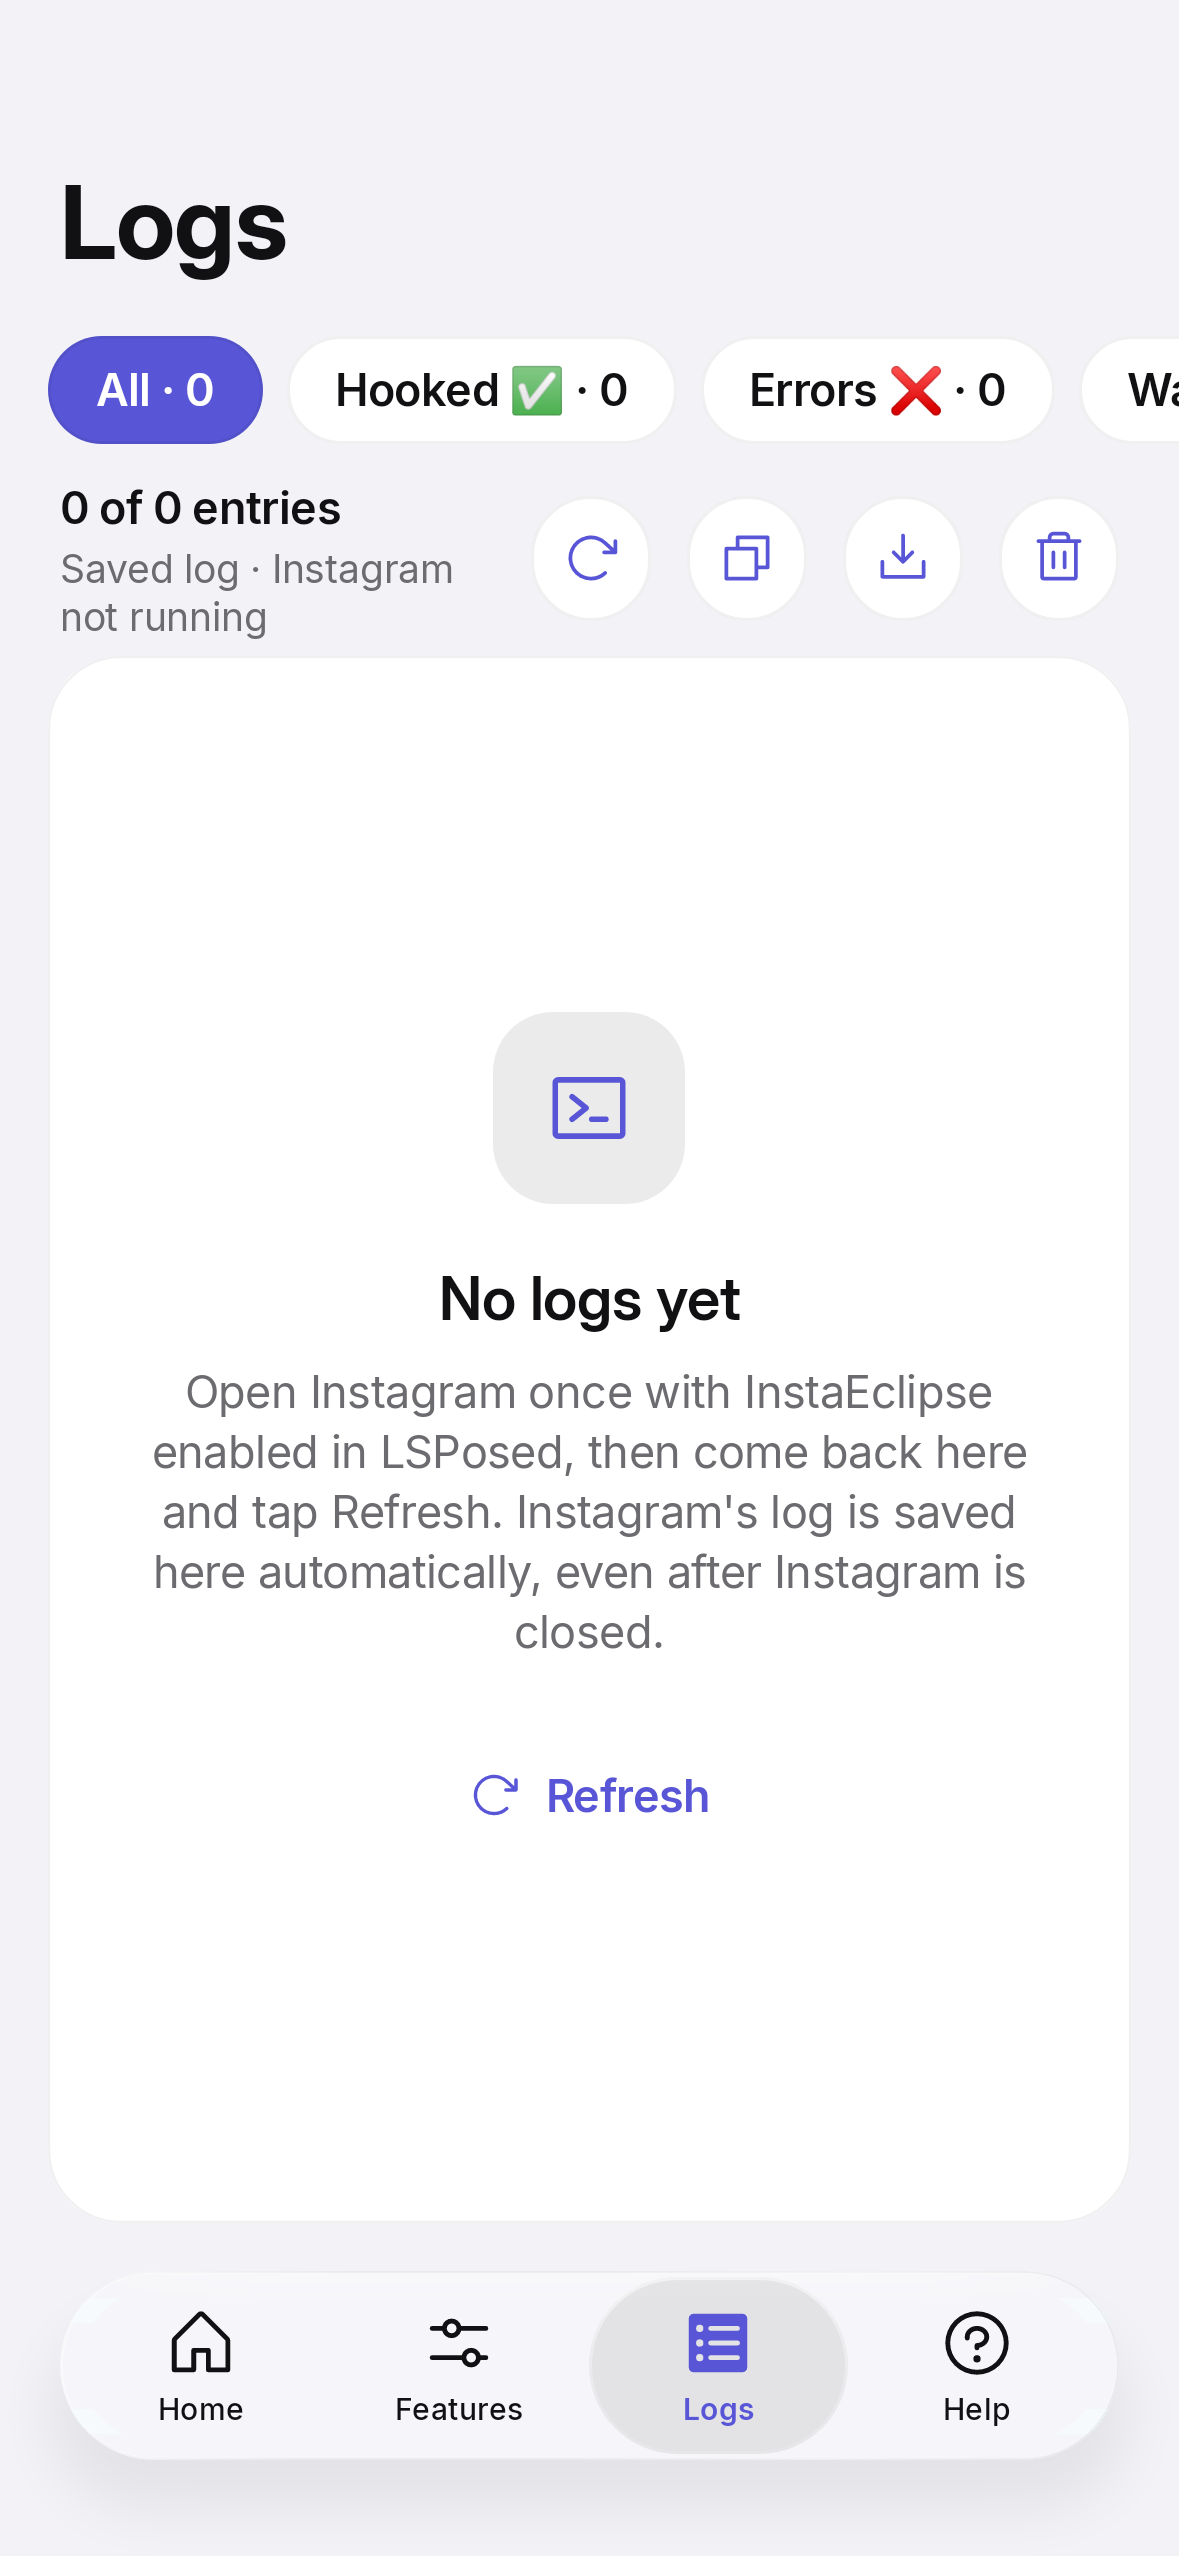 Logs
All · 0
Hooked ✅ · 0
Errors ❌ · 0
0 of 0 entries
Saved log · Instagram
not running
No logs yet
Open Instagram once with InstaEclipse
enabled in LSPosed, then come back here
and tap Refresh. Instagram's log is saved
here automatically, even after Instagram is
closed.
Refresh
Home
Features
Logs
Help